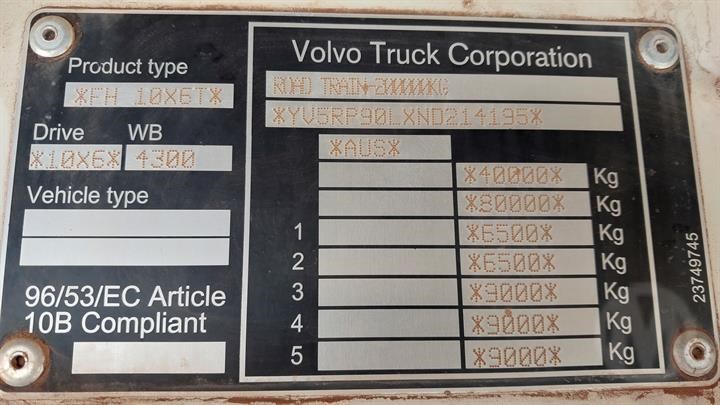 Volvo Truck Corporation
Product type
*FH 10X6T*
ROAD TRAIN
*YV5RP90LXND214195*
Drive WB
*10X6* 4300
*AUS*
Vehicle type
*40000* Kg
*80000* Kg
1 *6500* Kg
2 *6500* Kg
3 *9000* Kg
4 *9000* Kg
5 *9000* Kg
96/53/EC Article
10B Compliant
23749745